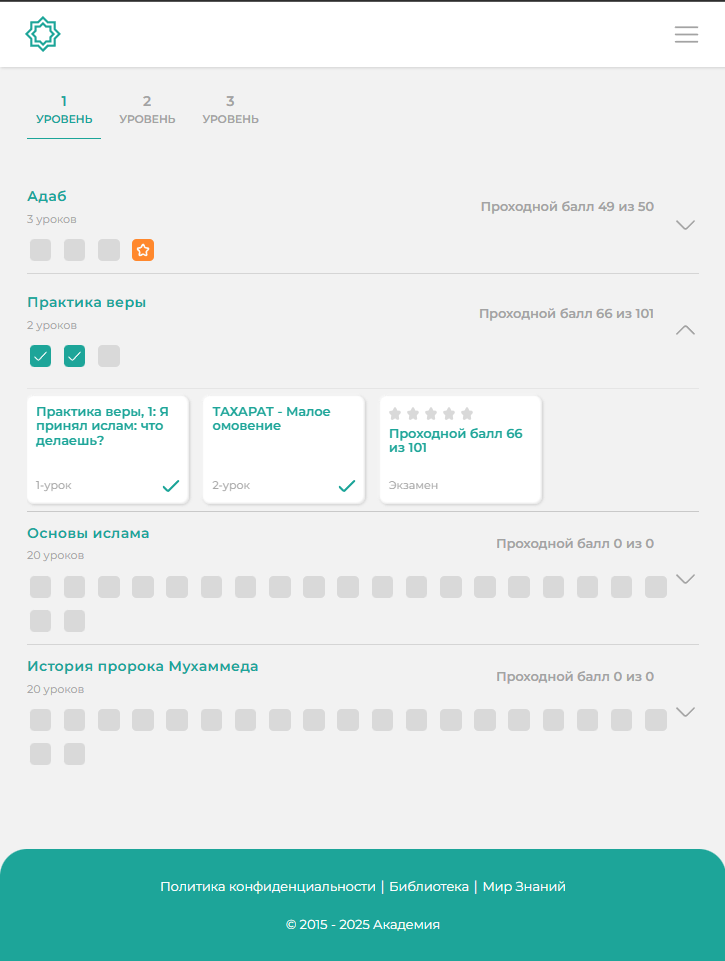 1
УРОВЕНЬ
2
УРОВЕНЬ
3
УРОВЕНЬ
Адаб
3 уроков
Проходной балл 49 из 50
Практика веры
2 уроков
Проходной балл 66 из 101
Практика веры, 1: Я
принял ислам: что
делаешь?
1-урок
ТАХАРАТ - Малое
омовение
2-урок
Проходной балл 66
из 101
Экзамен
Основы ислама
20 уроков
Проходной балл 0 из 0
История пророка Мухаммеда
20 уроков
Проходной балл 0 из 0
Политика конфиденциальности | Библиотека | Мир Знаний
© 2015 - 2025 Академия